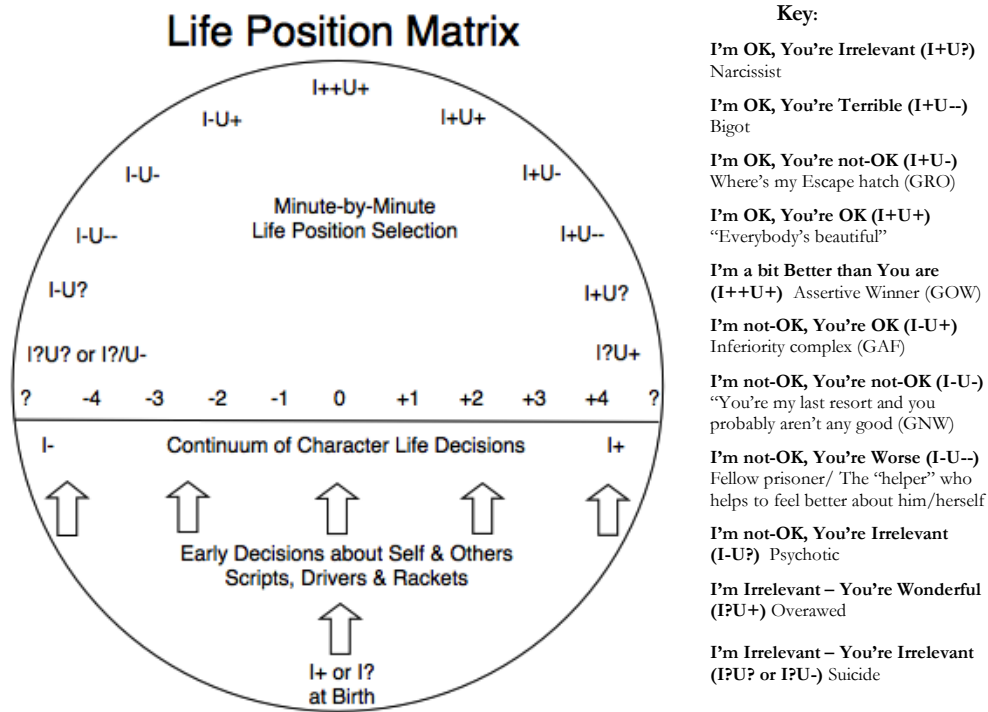 Life Position Matrix
I++U+
I-U+
I+U+
I-U-
I+U-
Minute-by-Minute
Life Position Selection
I-U--
I+U--
I-U?
I+U?
I?U? or I?/U-
I?U+
? -4 -3 -2 -1 0 +1 +2 +3 +4 ?
I- Continuum of Character Life Decisions I+
Early Decisions about Self & Others
Scripts, Drivers & Rackets
I+ or I?
at Birth
Key:
I'm OK, You're Irrelevant (I+U?)
Narcissist
I'm OK, You're Terrible (I+U--)
Bigot
I'm OK, You're not-OK (I+U-)
Where's my Escape hatch (GRO)
I'm OK, You're OK (I+U+)
“Everybody's beautiful”
I'm a bit Better than You are
(I++U+) Assertive Winner (GOW)
I'm not-OK, You're OK (I-U+)
Inferiority complex (GAF)
I'm not-OK, You're not-OK (I-U-)
“You're my last resort and you
probably aren't any good (GNW)
I'm not-OK, You're Worse (I-U--)
Fellow prisoner/ The “helper” who
helps to feel better about him/herself
I'm not-OK, You're Irrelevant
(I-U?) Psychotic
I'm Irrelevant – You're Wonderful
(I?U+) Overawed
I'm Irrelevant – You're Irrelevant
(I?U? or I?U-) Suicide